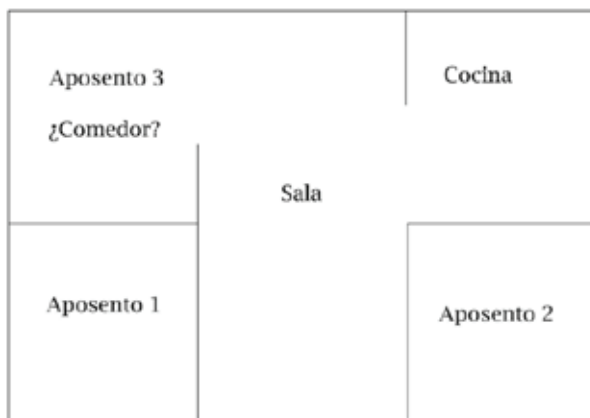 Aposento 3
¿Comedor?
Cocina
Sala
Aposento 1
Aposento 2